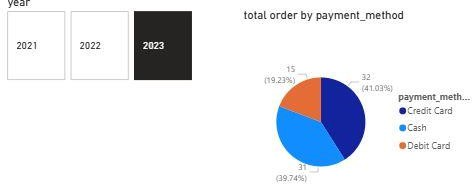 year
2021
2022
2023
total order by payment_method
15
(19.23%)
32
(41.03%)
31
(39.74%)
payment_meth...
Credit Card
Cash
Debit Card